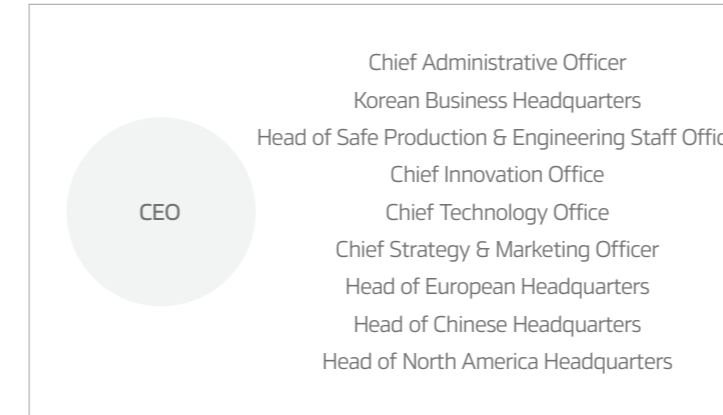 CEO
Chief Administrative Officer
Korean Business Headquarters
Head of Safe Production & Engineering Staff Offic
Chief Innovation Office
Chief Technology Office
Chief Strategy & Marketing Officer
Head of European Headquarters
Head of Chinese Headquarters
Head of North America Headquarters